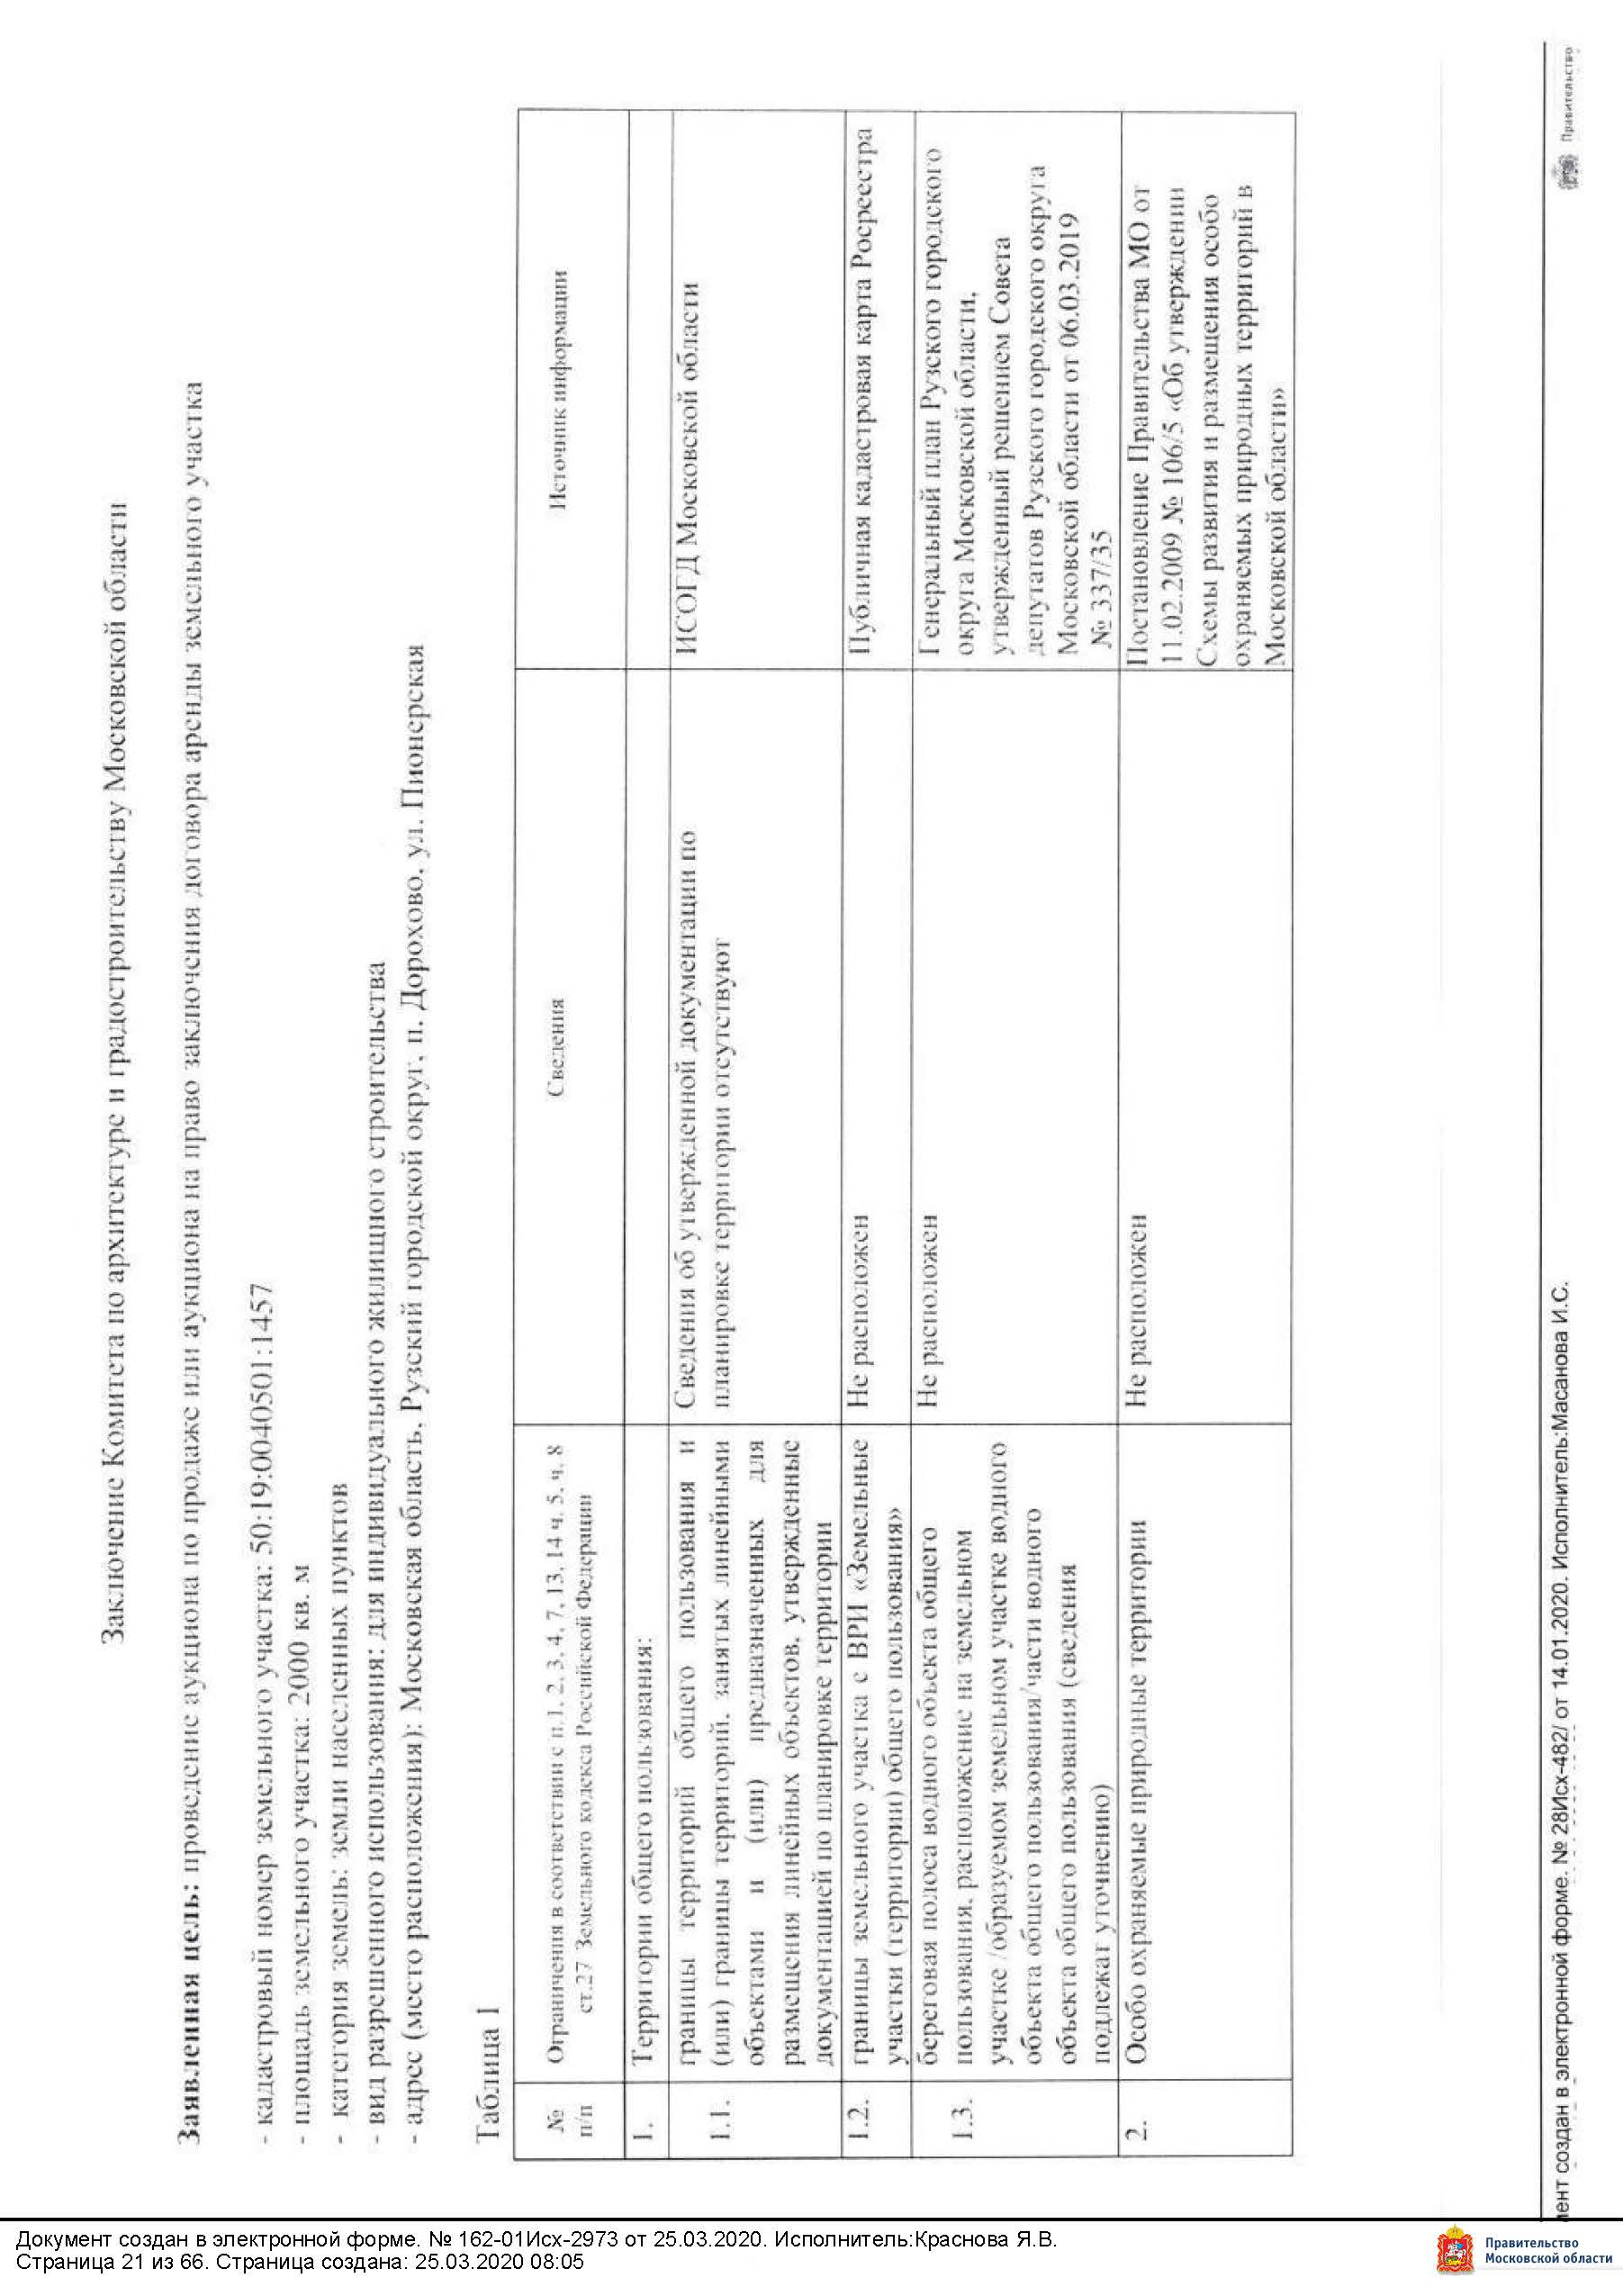 Заключение Комитета по архитектуре и градостроительству Московской области
Заявленная цель: проведение аукциона по продаже или аукциона на право заключения договора аренды земельного участка
- кадастровый номер земельного участка: 50:19:0040501:1457
- площадь земельного участка: 2000 кв. м
- категория земель: земли населенных пунктов
- вид разрешенного использования: для индивидуального жилищного строительства
- адрес (место расположения): Московская область, Рузский городской округ, п. Дорохово, ул. Пионерская
Таблица 1
№
п/п
Ограничения в соответствии с п.1, 2, 3, 4, 7, 13, 14 ч. 5, ч. 8
ст.27 Земельного кодекса Российской Федерации
Сведения
Источник информации
1.
Территории общего пользования:
1.1.
границы территорий общего пользования и
(или) границы территорий, занятых линейными
объектами и (или) предназначенных для
размещения линейных объектов, утвержденные
документацией по планировке территории
Сведения об утвержденной документации по
планировке территории отсутствуют
ИСОГД Московской области
1.2.
границы земельного участка с ВРИ «Земельные
участки (территории) общего пользования»
Не расположен
Публичная кадастровая карта Росреестра
1.3.
береговая полоса водного объекта общего
пользования, расположение на земельном
участке /образуемом земельном участке водного
объекта общего пользования/части водного
объекта общего пользования (сведения
подлежат уточнению)
Не расположен
Генеральный план Рузского городского
округа Московской области,
утвержденный решением Совета
депутатов Рузского городского округа
Московской области от 06.03.2019
№ 337/35
2.
Особо охраняемые природные территории
Не расположен
Постановление Правительства МО от
11.02.2009 № 106/5 «Об утверждении
Схемы развития и размещения особо
охраняемых природных территорий в
Московской области»
мент создан в электронной форме. № 28Исх-482/ от 14.01.2020. Исполнитель:Масанова И.С.
Правительство
Документ создан в электронной форме. № 162-01Исх-2973 от 25.03.2020. Исполнитель:Краснова Я.В.
Страница 21 из 66. Страница создана: 25.03.2020 08:05
Правительство
Московской области